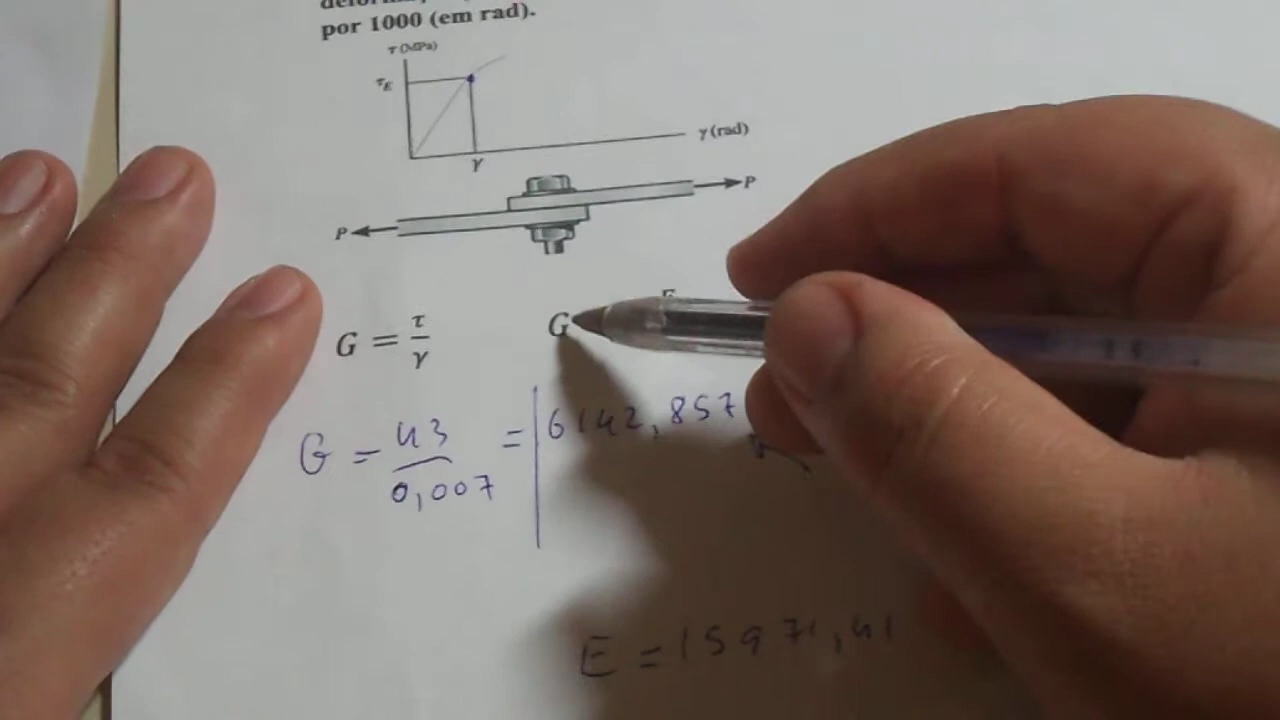 por 1000 (em rad).
τ (MPa)
τE
γ (rad)
γ
P
P
G = τ/γ
G
G = 43/0,007 = 6142,857
E = 15971,41